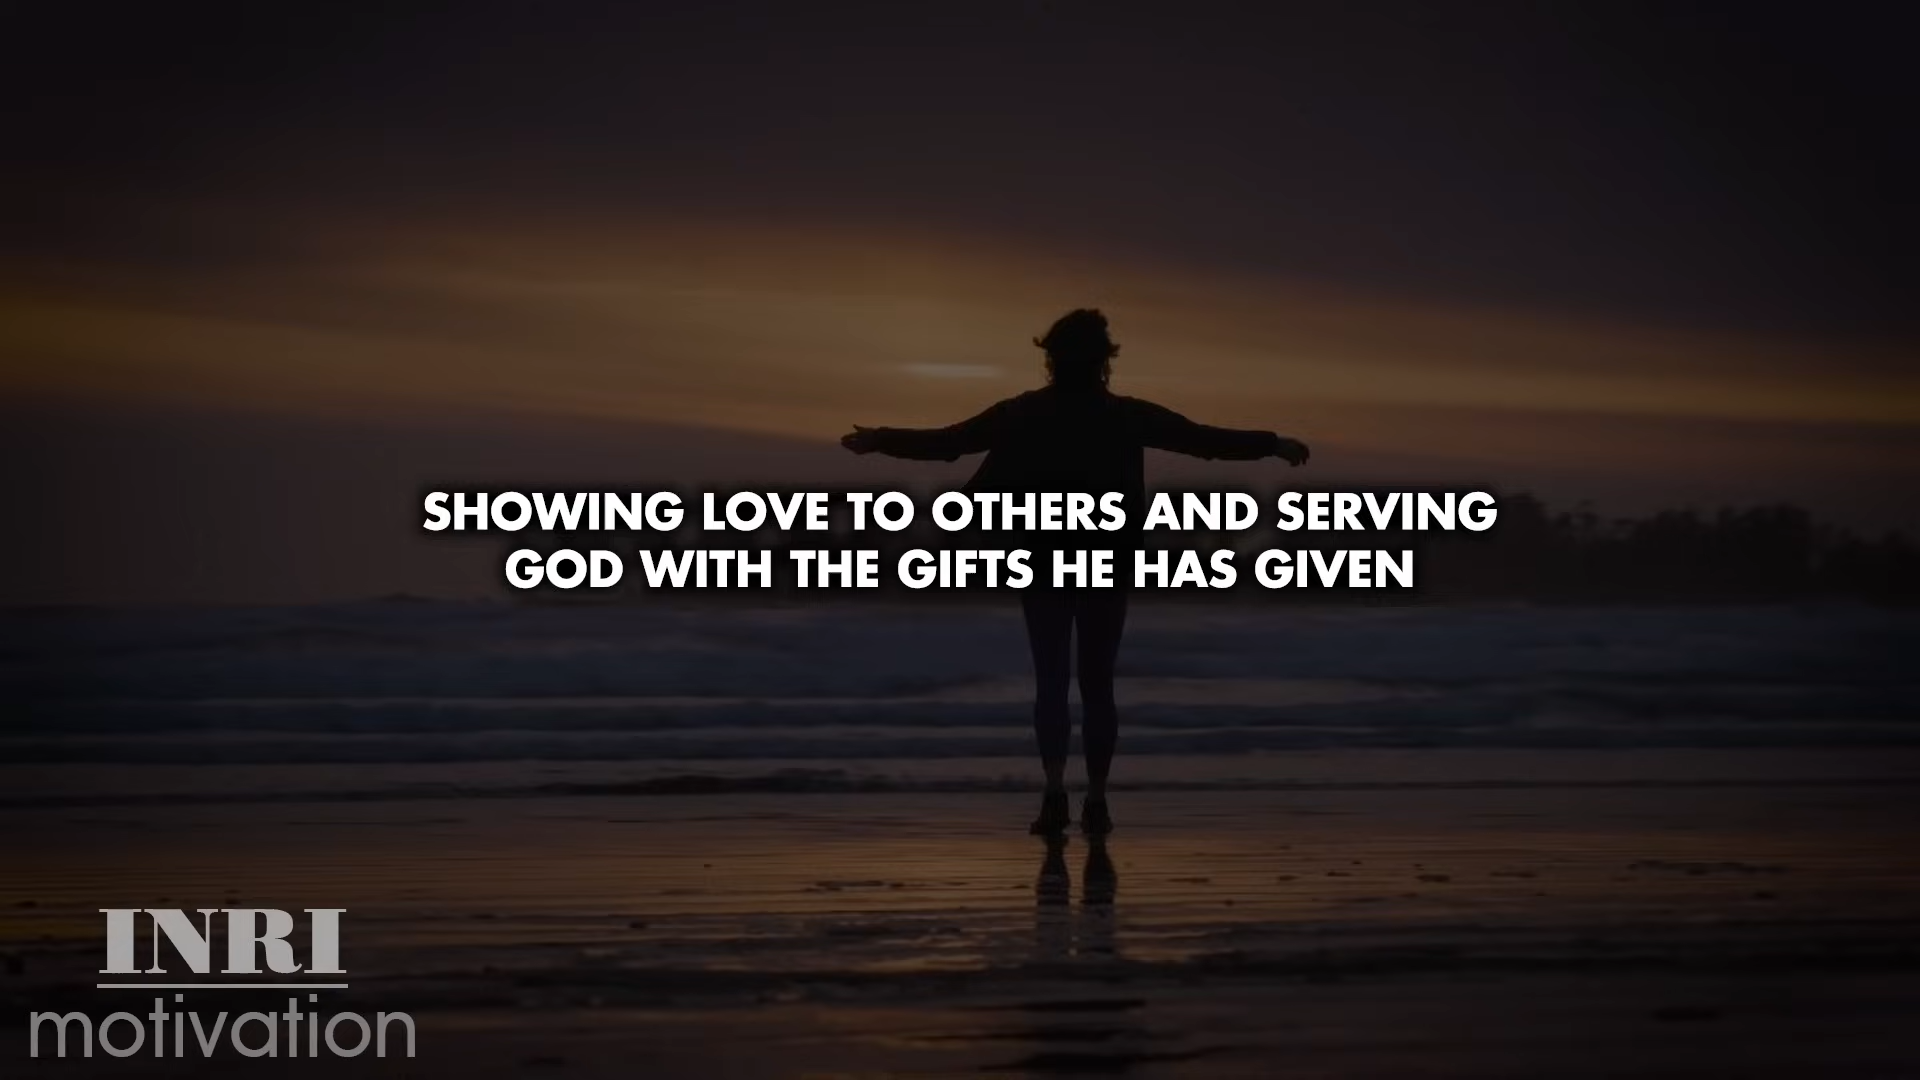 SHOWING LOVE TO OTHERS AND SERVING
GOD WITH THE GIFTS HE HAS GIVEN
INRI
motivation